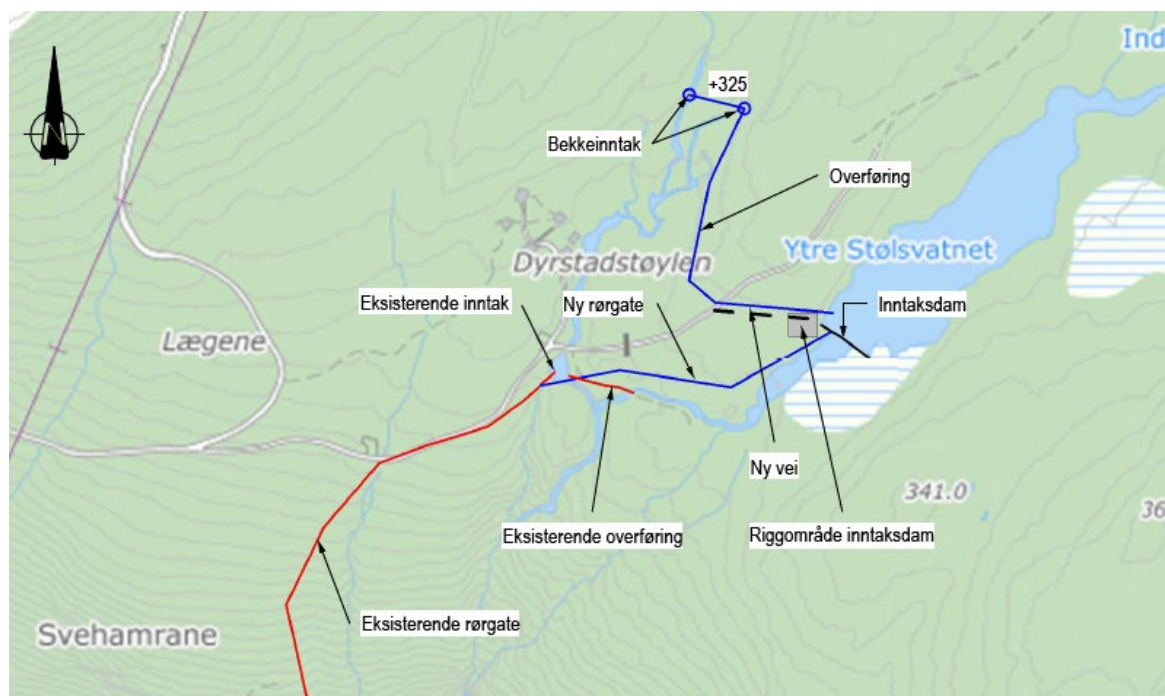 Ind
+325
Bekkeinntak
Overføring
Ytre Stølsvatnet
Dyrstadstøylen
Eksisterende inntak
Ny rørgate
Inntaksdam
Lægene
Ny vei
341.0
36
Eksisterende overføring
Riggområde inntaksdam
Eksisterende rørgate
Svehamrane
N